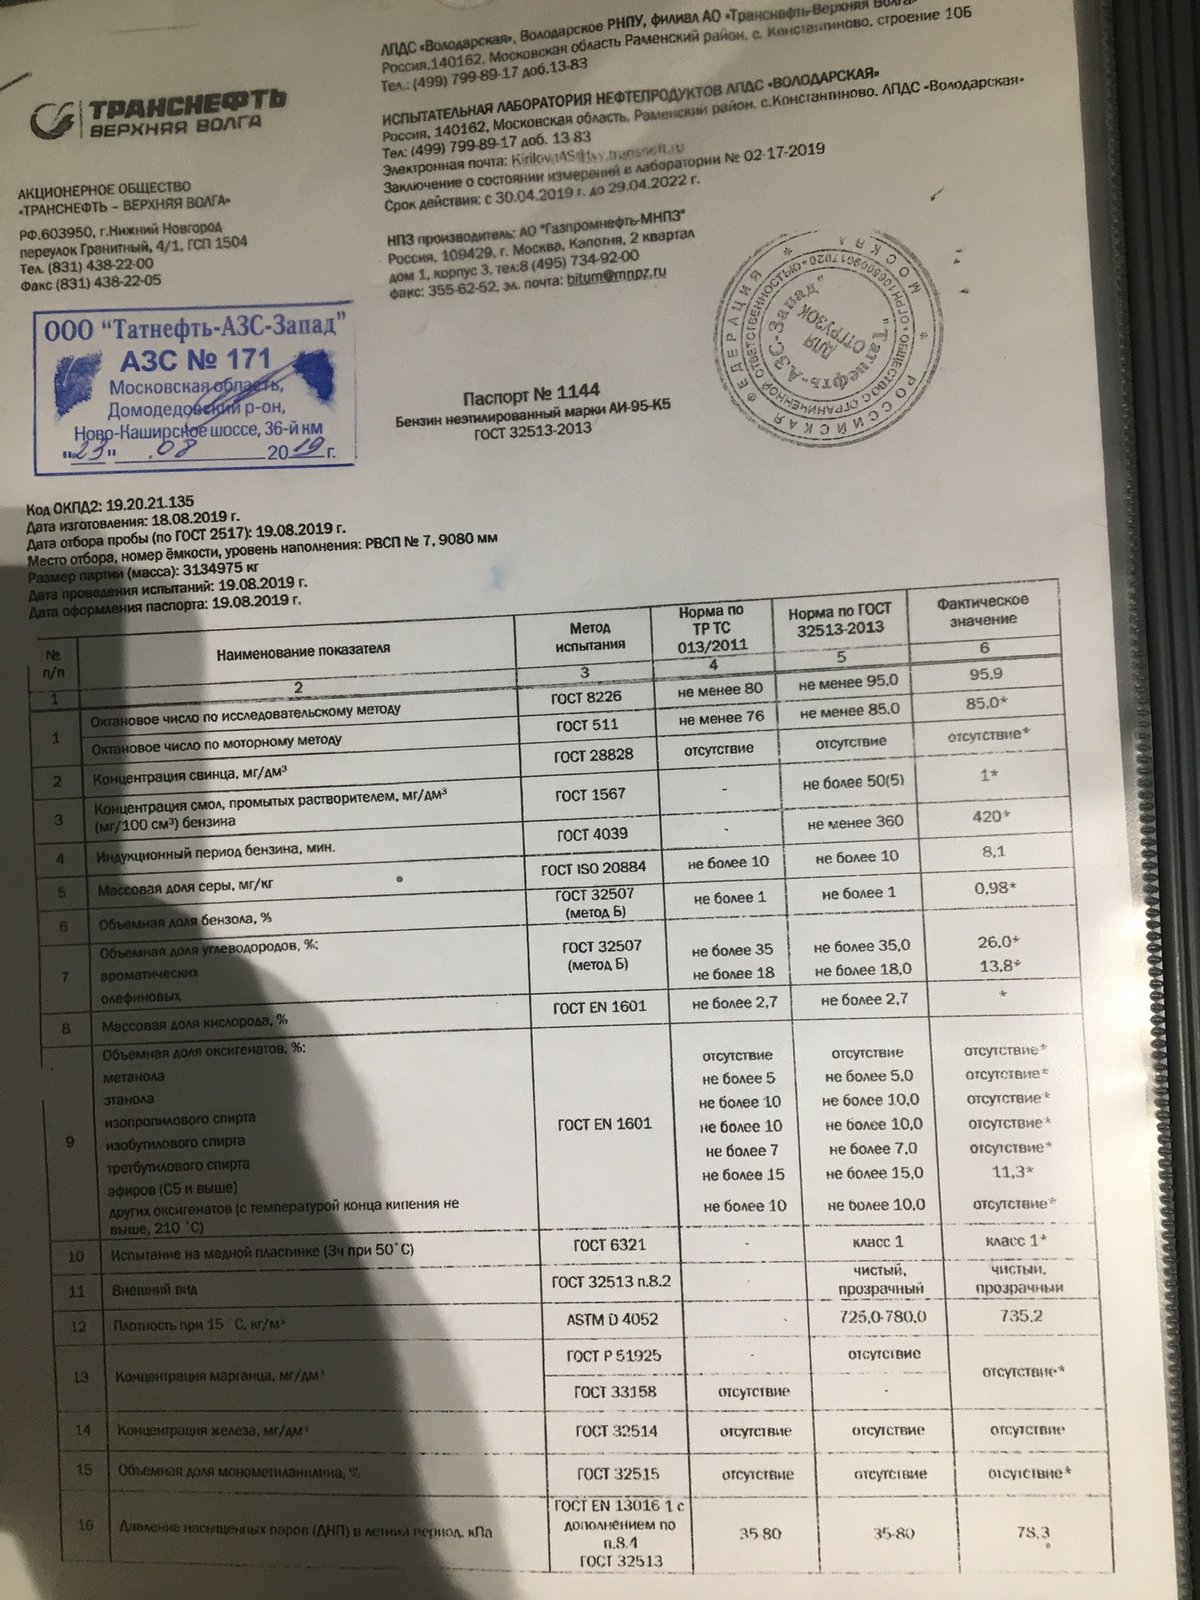 ЛПДС «Володарская», Володарское РНПУ, филиал АО «Транснефть-Верхняя Волга»
Россия,140162, Московская область Раменский район, с. Константиново, строение 10Б
Тел.: (499) 799-89-17 доб.13-83
ТРАНСНЕФТЬ
ВЕРХНЯЯ ВОЛГА
ИСПЫТАТЕЛЬНАЯ ЛАБОРАТОРИЯ НЕФТЕПРОДУКТОВ ЛПДС «ВОЛОДАРСКАЯ»
Россия, 140162, Московская область, Раменский район, с.Константиново, ЛПДС «Володарская»
Тел: (499) 799-89-17 доб. 13 83
Электронная почта:
Заключение о состоянии измерений в лаборатории № 02-17-2019
Срок действия: с 30.04.2019 г. до 29.04.2022 г.
АКЦИОНЕРНОЕ ОБЩЕСТВО
«ТРАНСНЕФТЬ – ВЕРХНЯЯ ВОЛГА»
РФ.603950, г.Нижний Новгород
переулок Гранитный, 4/1, ГСП 1504
Тел. (831) 438-22-00
Факс (831) 438-22-05
НПЗ производитель: АО "Газпромнефть-МНПЗ"
Россия, 109429, г. Москва, Капотня, 2 квартал
дом 1, корпус 3, тел:8 (495) 734-92-00
факс: 355-62-52, эл. почта: bitum@mnpz.ru
ООО "Татнефть-АЗС-Запад"
АЗС № 171
Московская область,
Домодедовский р-он,
Ново-Каширское шоссе, 36-й км
"23" .08 2019 г.
РОССИЙСКАЯ ФЕДЕРАЦИЯ * МОСКВА *
ОБЩЕСТВО С ОГРАНИЧЕННОЙ ОТВЕТСТВЕННОСТЬЮ
"Татнефть-АЗС-Запад"
ДЛЯ
ОТГРУЗОК
Паспорт № 1144
Бензин неэтилированный марки АИ-95-К5
ГОСТ 32513-2013
Код ОКПД2: 19.20.21.135
Дата изготовления: 18.08.2019 г.
Дата отбора пробы (по ГОСТ 2517): 19.08.2019 г.
Место отбора, номер ёмкости, уровень наполнения: РВСП № 7, 9080 мм
Размер партии (масса): 3134975 кг
Дата проведения испытаний: 19.08.2019 г.
Дата оформления паспорта: 19.08.2019 г.
№ п/п Наименование показателя Метод испытания Норма по ТР ТС 013/2011 Норма по ГОСТ 32513-2013 Фактическое значение
1 2 3 4 5 6
1 Октановое число по исследовательскому методу ГОСТ 8226 не менее 80 не менее 95,0 95,9
Октановое число по моторному методу ГОСТ 511 не менее 76 не менее 85,0 85,0*
2 Концентрация свинца, мг/дм³ ГОСТ 28828 отсутствие отсутствие отсутствие*
3 Концентрация смол, промытых растворителем, мг/дм³ (мг/100 см³) бензина ГОСТ 1567 - не более 50(5) 1*
4 Индукционный период бензина, мин. ГОСТ 4039 - не менее 360 420*
5 Массовая доля серы, мг/кг ГОСТ ISO 20884 не более 10 не более 10 8,1
6 Объемная доля бензола, % ГОСТ 32507 (метод Б) не более 1 не более 1 0,98*
7 Объемная доля углеводородов, %: ГОСТ 32507 (метод Б)
ароматических не более 35 не более 35,0 26,0*
олефиновых не более 18 не более 18,0 13,8*
8 Массовая доля кислорода, % ГОСТ EN 1601 не более 2,7 не более 2,7 *
9 Объемная доля оксигенатов, %: ГОСТ EN 1601
метанола отсутствие отсутствие отсутствие*
этанола не более 5 не более 5,0 отсутствие*
изопропилового спирта не более 10 не более 10,0 отсутствие*
изобутилового спирта не более 10 не более 10,0 отсутствие*
третбутилового спирта не более 7 не более 7,0 отсутствие*
эфиров (С5 и выше) не более 15 не более 15,0 11,3*
других оксигенатов (с температурой конца кипения не выше, 210 ˚С) не более 10 не более 10,0 отсутствие*
10 Испытание на медной пластинке (3ч при 50˚С) ГОСТ 6321 - класс 1 класс 1*
11 Внешний вид ГОСТ 32513 п.8.2 - чистый, прозрачный чистый, прозрачный
12 Плотность при 15 ˚С, кг/м³ ASTM D 4052 725,0-780,0 735,2
13 Концентрация марганца, мг/дм³ ГОСТ Р 51925 - отсутствие отсутствие*
ГОСТ 33158 отсутствие -
14 Концентрация железа, мг/дм³ ГОСТ 32514 отсутствие отсутствие отсутствие
15 Объемная доля монометиланилина, % ГОСТ 32515 отсутствие отсутствие отсутствие*
16 Давление насыщенных паров (ДНП) в летний период, кПа ГОСТ EN 13016 1 с дополнением по п.8.4 ГОСТ 32513 35-80 35-80 78,3